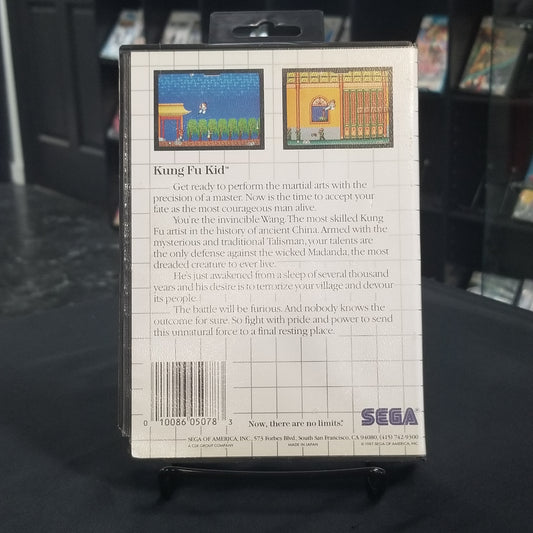 Kung Fu Kid™
Get ready to perform the martial arts with the
precision of a master. Now is the time to accept your
fate as the most courageous man alive.
You're the invincible Wang. The most skilled Kung
Fu artist in the history of ancient China. Armed with the
mysterious and traditional Talisman, your talents are
the only defense against the wicked Madanda, the most
dreaded creature to ever live.
He's just awakened from a sleep of several thousand
years and his desire is to terrorize your village and devour
its people.
The battle will be furious. And nobody knows the
outcome for sure. So fight with pride and power to send
this unnatural force to a final resting place.
0 10086 05078 3
Now, there are no limits!
SEGA
SEGA OF AMERICA, INC. 573 Forbes Blvd., South San Francisco, CA 94080. (415) 742-9300
MADE IN JAPAN
© 1987 SEGA OF AMERICA, INC.